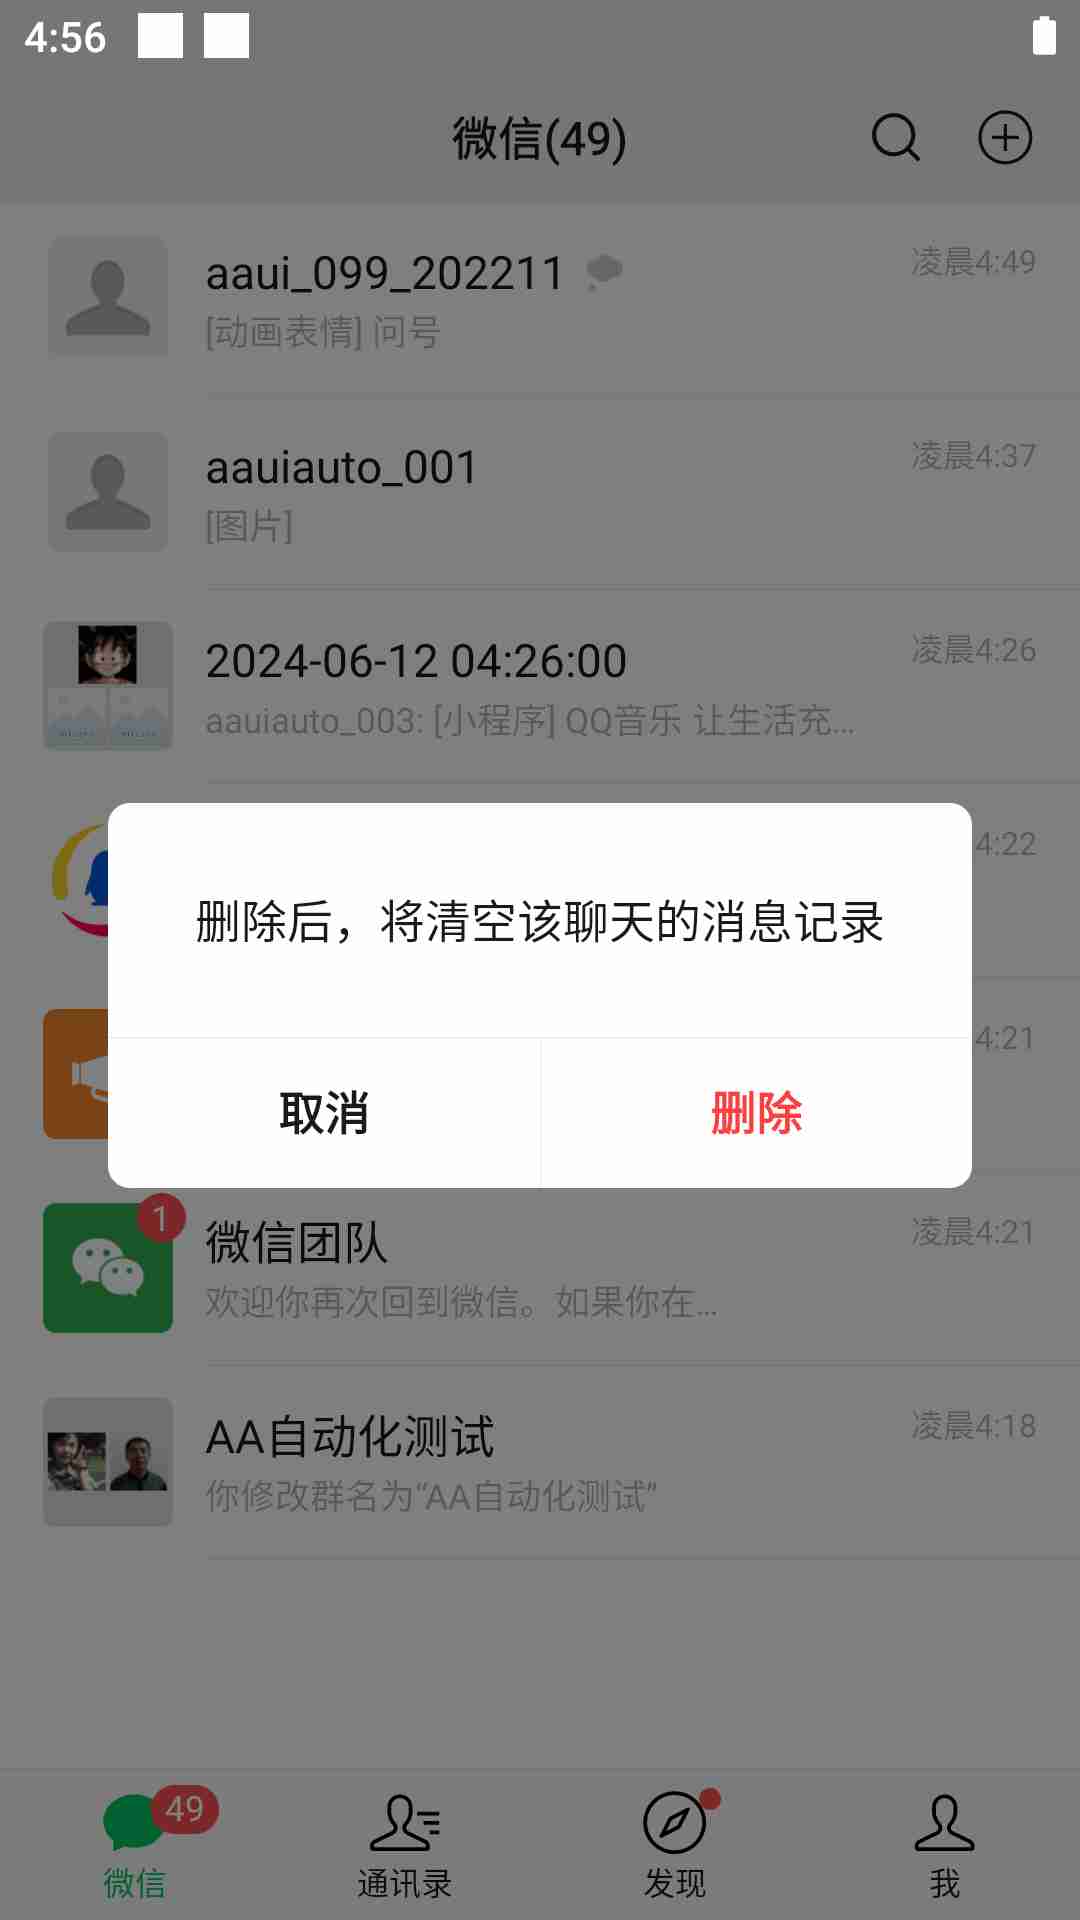 4:56
微信(49)
aaui_099_202211
凌晨4:49
[动画表情] 问号
aauiauto_001
凌晨4:37
[图片]
2024-06-12 04:26:00
凌晨4:26
aauiauto_003: [小程序] QQ音乐 让生活充...
4:22
删除后，将清空该聊天的消息记录
4:21
取消
删除
1
微信团队
凌晨4:21
欢迎你再次回到微信。如果你在...
AA自动化测试
凌晨4:18
你修改群名为“AA自动化测试”
49
微信
通讯录
发现
我